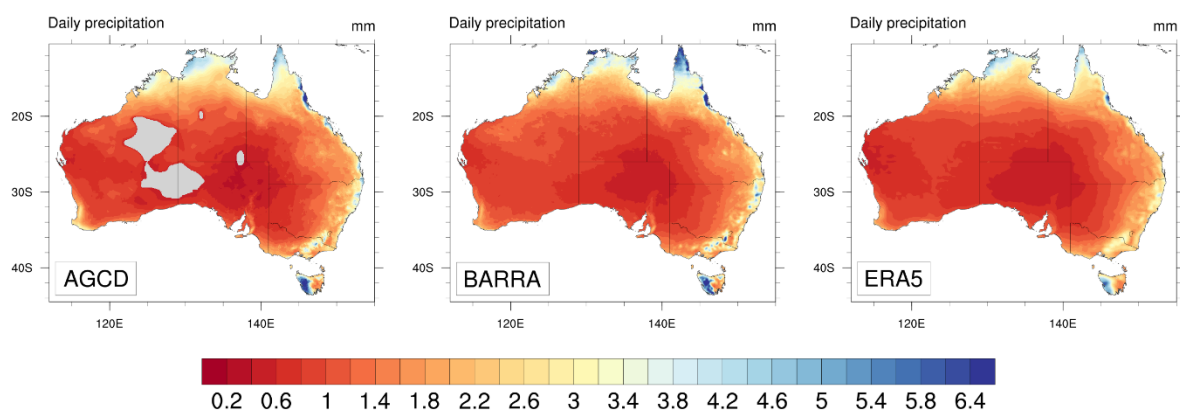 Daily precipitation mm Daily precipitation mm Daily precipitation mm
20S 20S 20S
30S 30S 30S
40S 40S 40S
AGCD BARRA ERA5
120E 140E 120E 140E 120E 140E
0.2 0.6 1 1.4 1.8 2.2 2.6 3 3.4 3.8 4.2 4.6 5 5.4 5.8 6.4